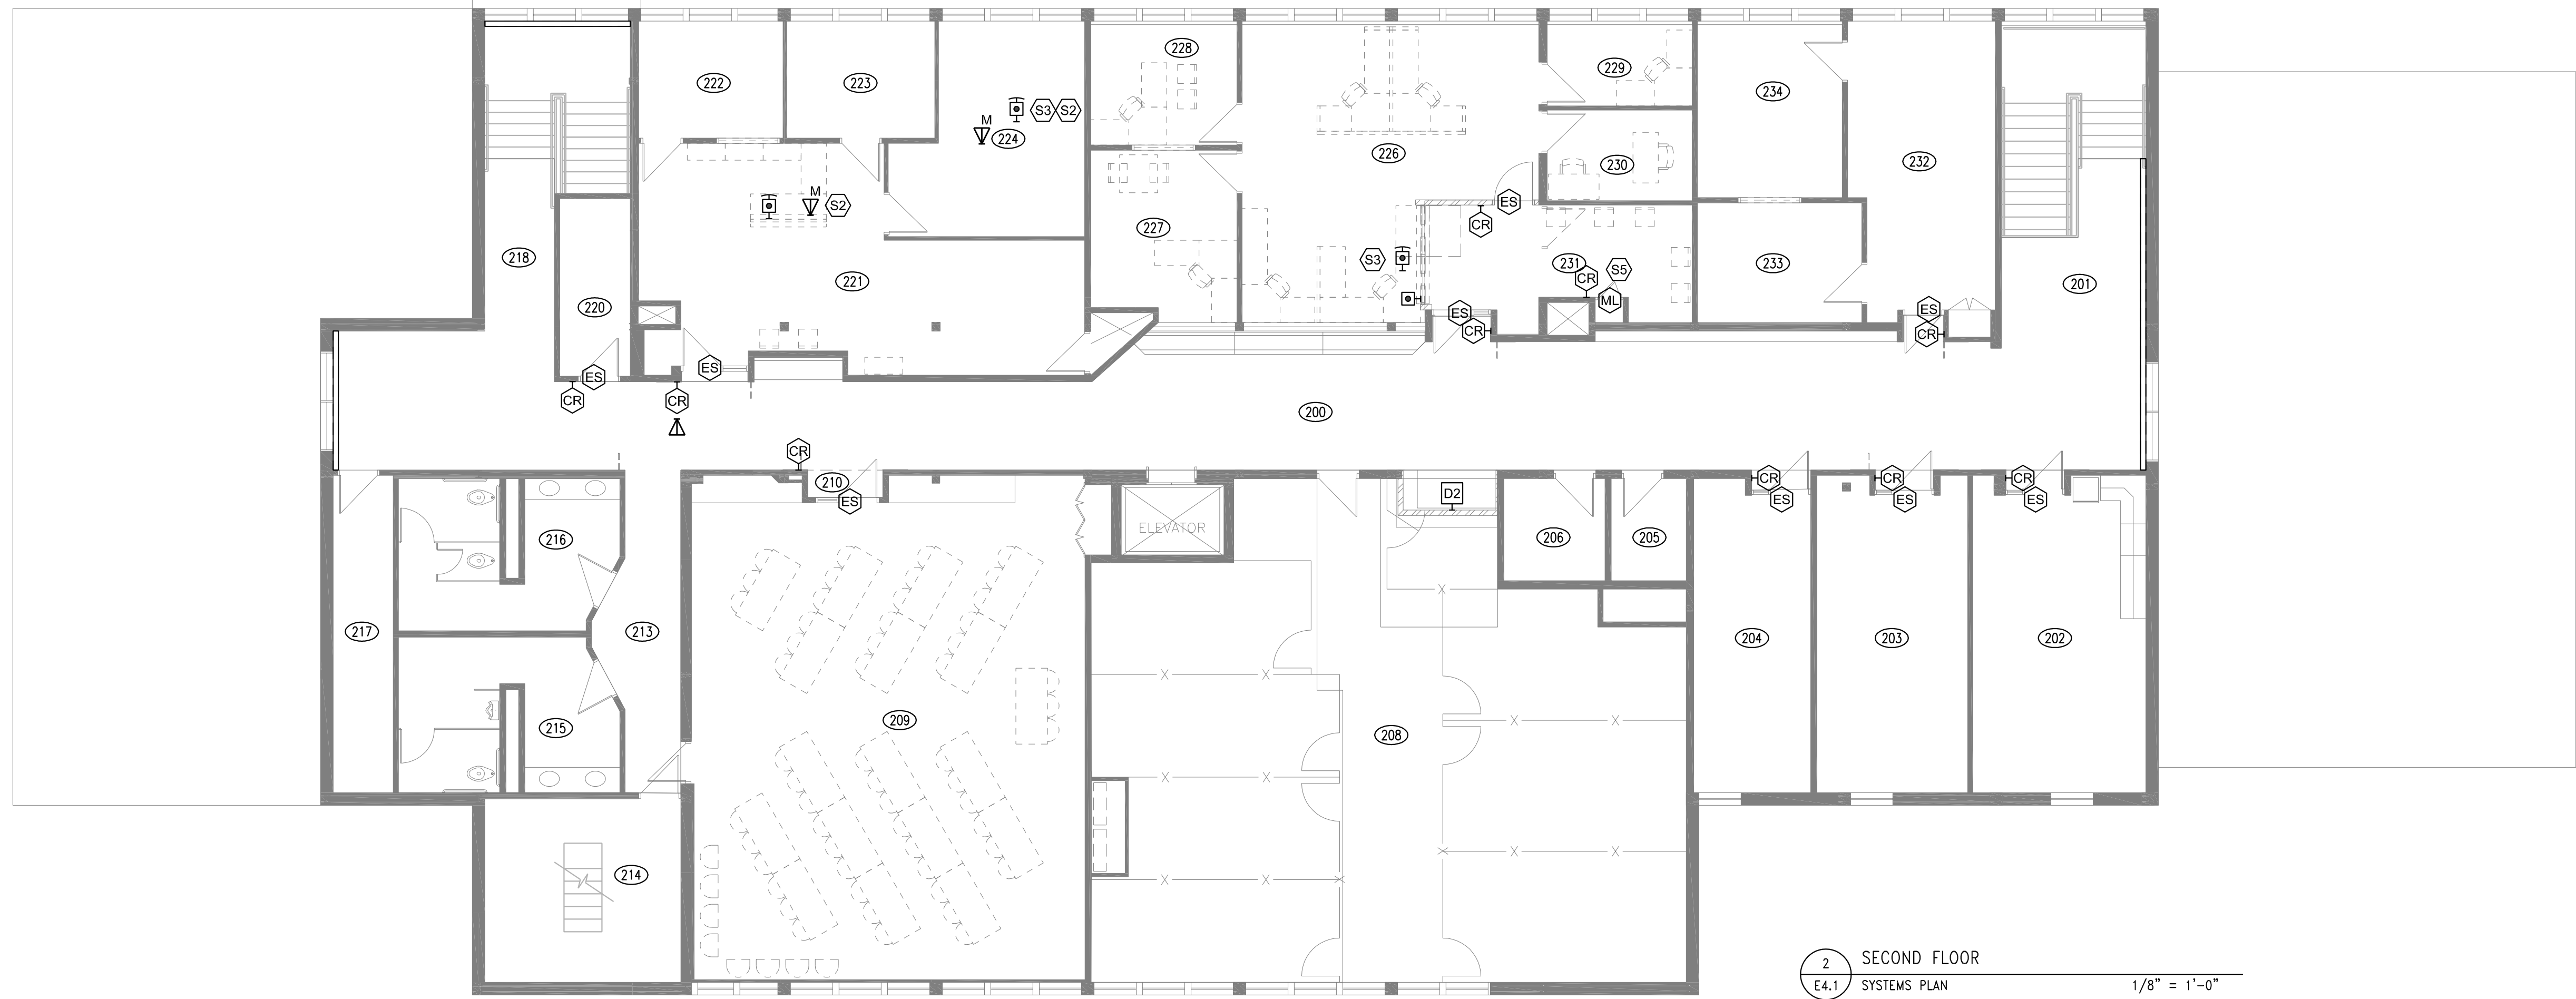 228
229
222
223
234
M
S3 S2
224
226
232
230
M
S2
ES
CR
227
218
S3
231
S5
233
201
221
CR
ML
220
ES
ES
CR
CR
ES
ES
CR
CR
200
CR
210
ES
D2
CR
CR
CR
ES
ES
ES
ELEVATOR
216
206
205
217
213
204
203
202
209
215
208
214
2
SECOND FLOOR
E4.1
SYSTEMS PLAN
1/8" = 1'-0"